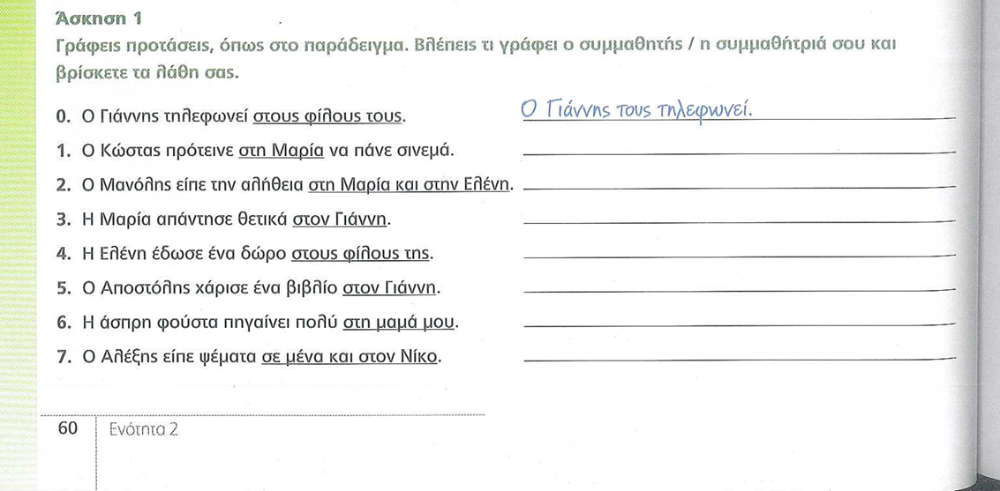 Άσκηση 1
Γράφεις προτάσεις, όπως στο παράδειγμα. Βλέπεις τι γράφει ο συμμαθητής / η συμμαθήτριά σου και
βρίσκετε τα λάθη σας.
0. Ο Γιάννης τηλεφωνεί στους φίλους τους. Ο Γιάννης τους τηλεφωνεί.
1. Ο Κώστας πρότεινε στη Μαρία να πάνε σινεμά.
2. Ο Μανόλης είπε την αλήθεια στη Μαρία και στην Ελένη.
3. Η Μαρία απάντησε θετικά στον Γιάννη.
4. Η Ελένη έδωσε ένα δώρο στους φίλους της.
5. Ο Αποστόλης χάρισε ένα βιβλίο στον Γιάννη.
6. Η άσπρη φούστα πηγαίνει πολύ στη μαμά μου.
7. Ο Αλέξης είπε ψέματα σε μένα και στον Νίκο.
60 Ενότητα 2